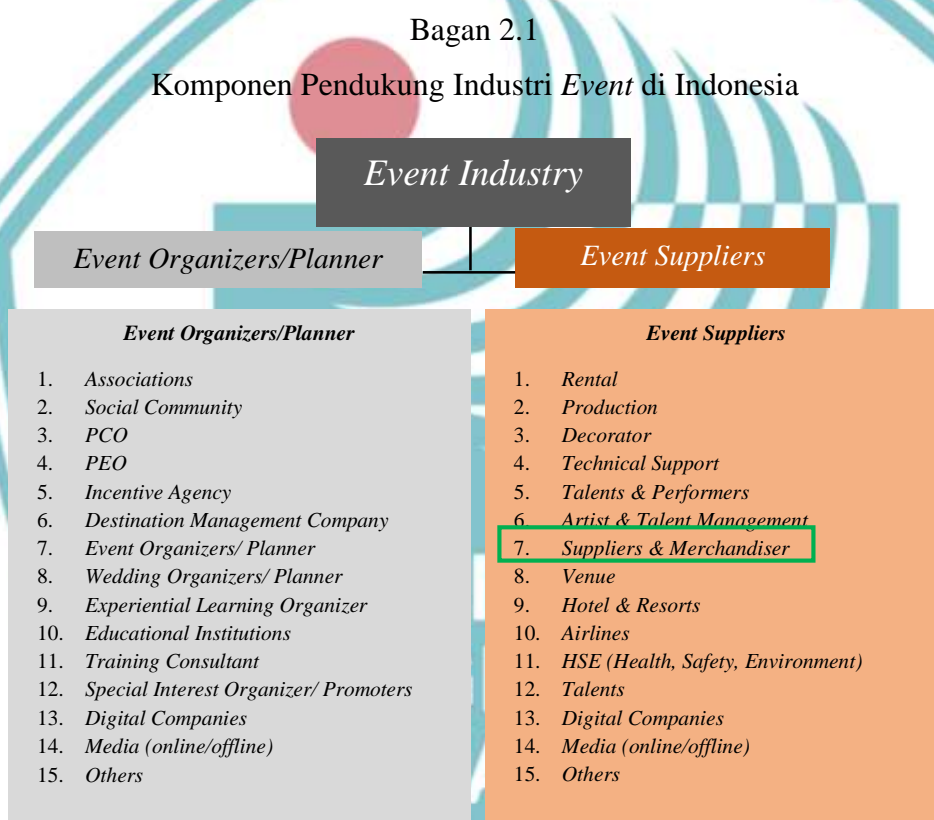 Bagan 2.1
Komponen Pendukung Industri Event di Indonesia
Event Industry
Event Organizers/Planner
Event Suppliers
Event Organizers/Planner
1. Associations
2. Social Community
3. PCO
4. PEO
5. Incentive Agency
6. Destination Management Company
7. Event Organizers/ Planner
8. Wedding Organizers/ Planner
9. Experiential Learning Organizer
10. Educational Institutions
11. Training Consultant
12. Special Interest Organizer/ Promoters
13. Digital Companies
14. Media (online/offline)
15. Others
Event Suppliers
1. Rental
2. Production
3. Decorator
4. Technical Support
5. Talents & Performers
6. Artist & Talent Management
7. Suppliers & Merchandiser
8. Venue
9. Hotel & Resorts
10. Airlines
11. HSE (Health, Safety, Environment)
12. Talents
13. Digital Companies
14. Media (online/offline)
15. Others